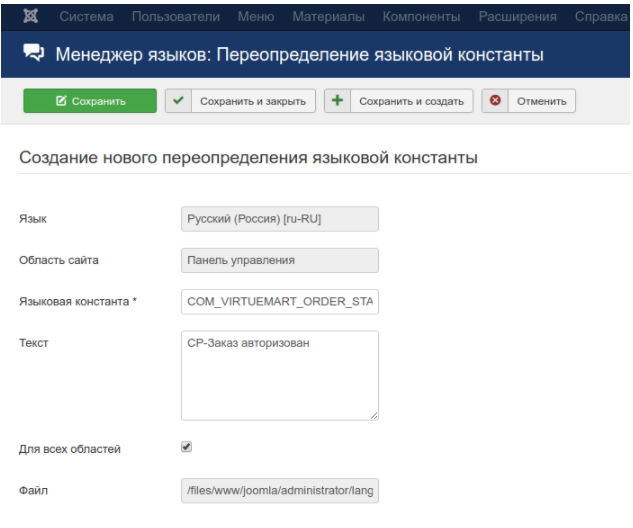 Система Пользователи Меню Материалы Компоненты Расширения Справка
Менеджер языков: Переопределение языковой константы
Сохранить Сохранить и закрыть Сохранить и создать Отменить
Создание нового переопределения языковой константы
Язык Русский (Россия) [ru-RU]
Область сайта Панель управления
Языковая константа * COM_VIRTUEMART_ORDER_STA
Текст СР-Заказ авторизован
Для всех областей
Файл /files/www/joomla/administrator/lang